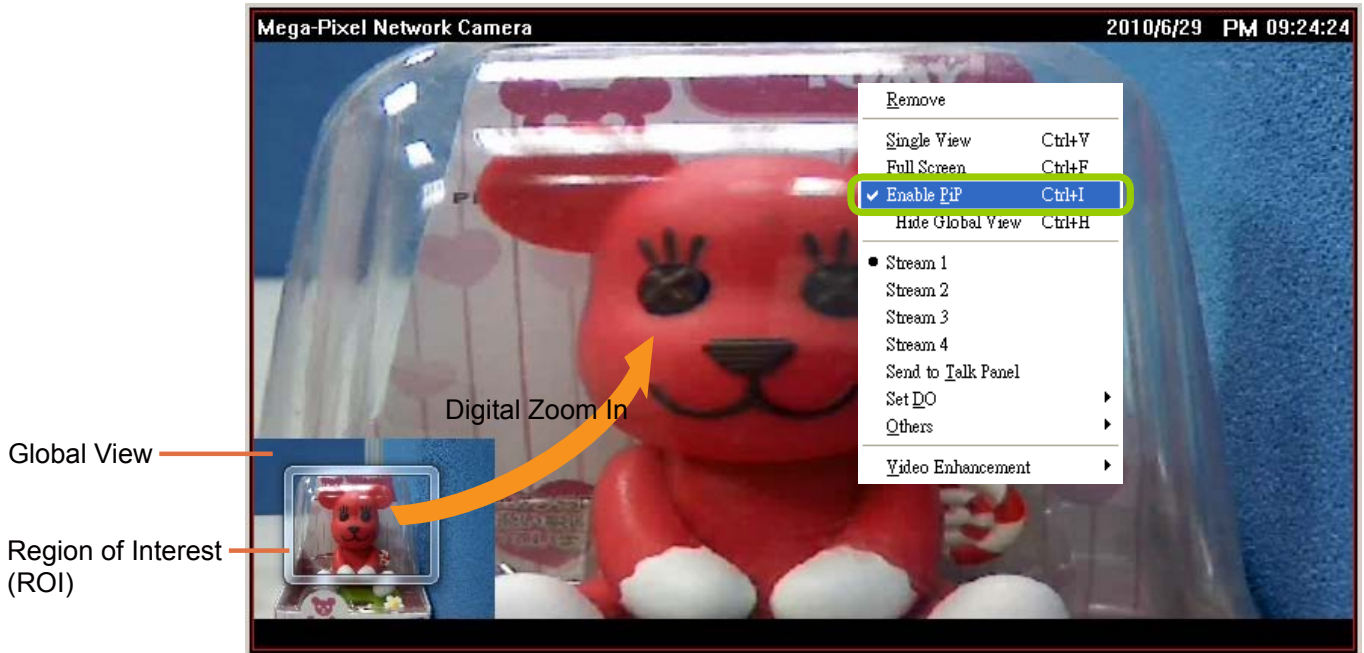 Mega-Pixel Network Camera
2010/6/29 PM 09:24:24
Remove
Single View Ctrl+V
Full Screen Ctrl+F
Enable PiP Ctrl+I
Hide Global View Ctrl+H
Stream 1
Stream 2
Stream 3
Stream 4
Send to Talk Panel
Set DO
Others
Video Enhancement
Digital Zoom In
Global View
Region of Interest
(ROI)